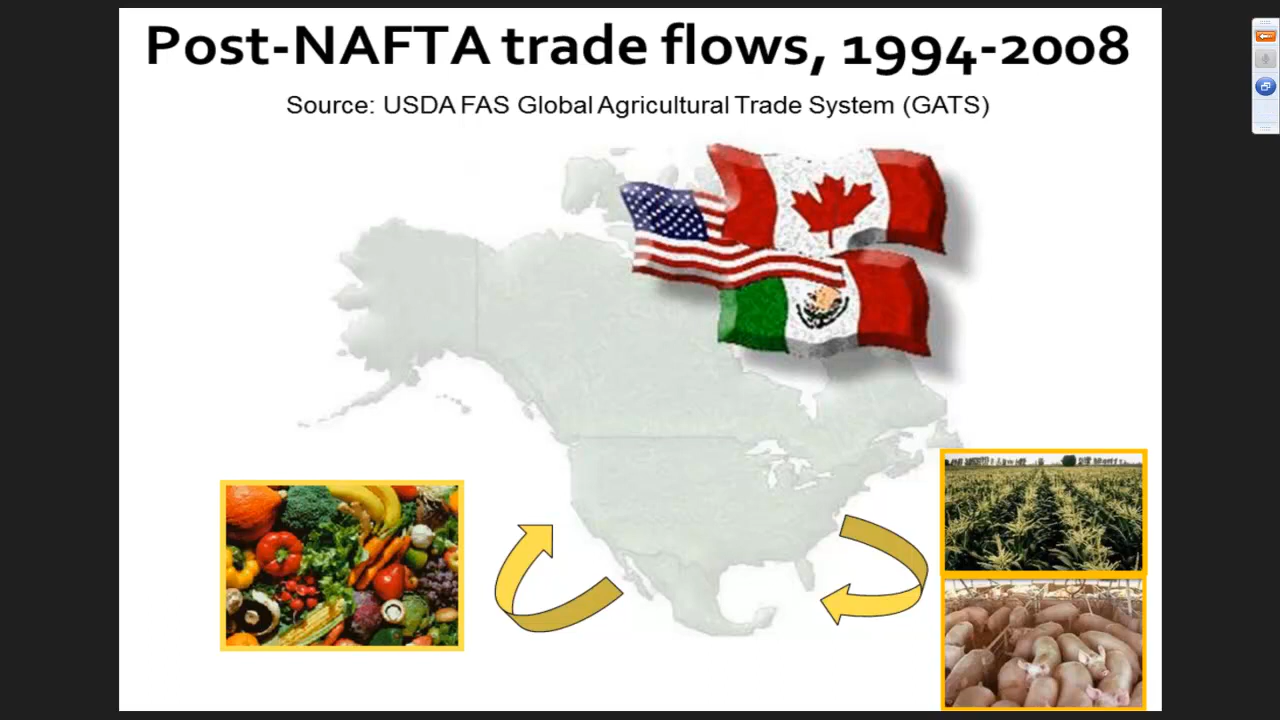 Post-NAFTA trade flows, 1994-2008
Source: USDA FAS Global Agricultural Trade System (GATS)